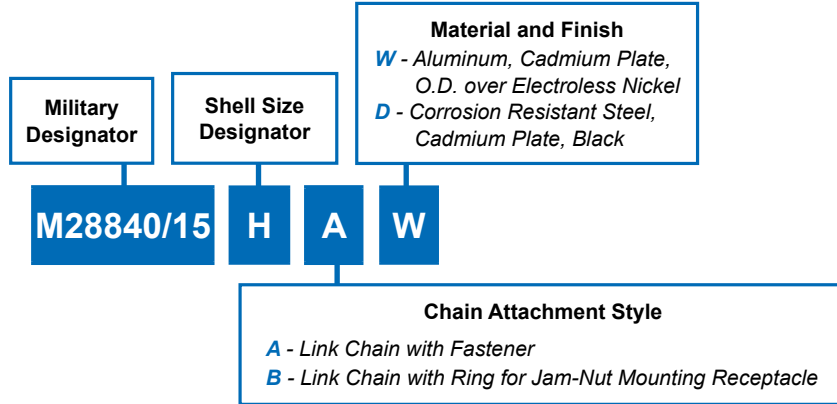 Material and Finish
W - Aluminum, Cadmium Plate,
O.D. over Electroless Nickel
D - Corrosion Resistant Steel,
Cadmium Plate, Black
Military
Designator
Shell Size
Designator
M28840/15 H A W
Chain Attachment Style
A - Link Chain with Fastener
B - Link Chain with Ring for Jam-Nut Mounting Receptacle